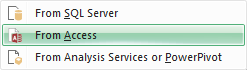 From SQL Server
From Access
From Analysis Services or PowerPivot